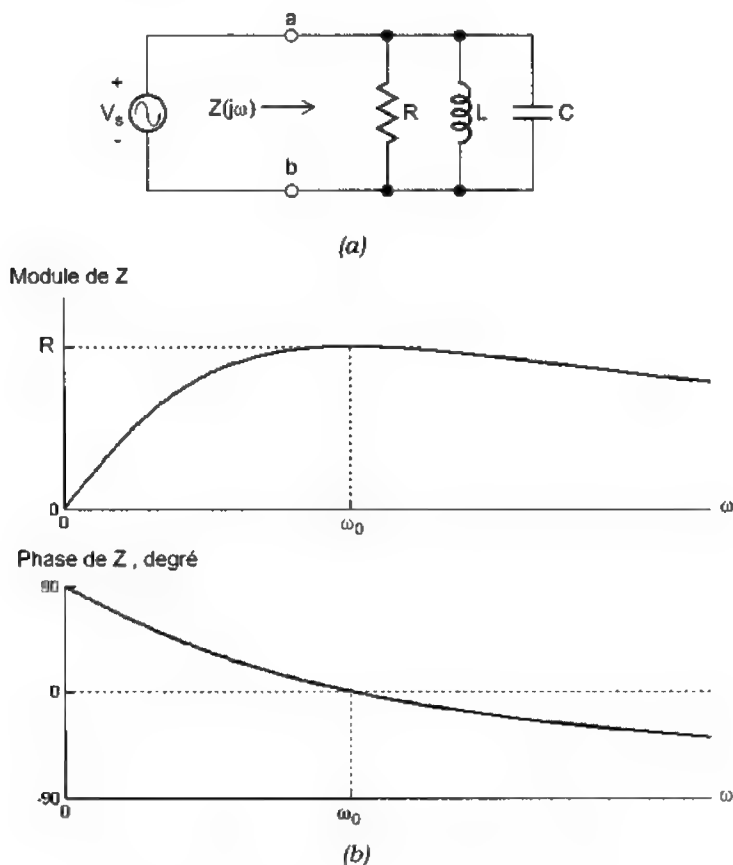 a
+
Vs
-
Z(jω)
R
L
C
b
(a)
Module de Z
R
0
0
ω0
ω
Phase de Z , degré
90
0
-90
0
ω0
ω
(b)